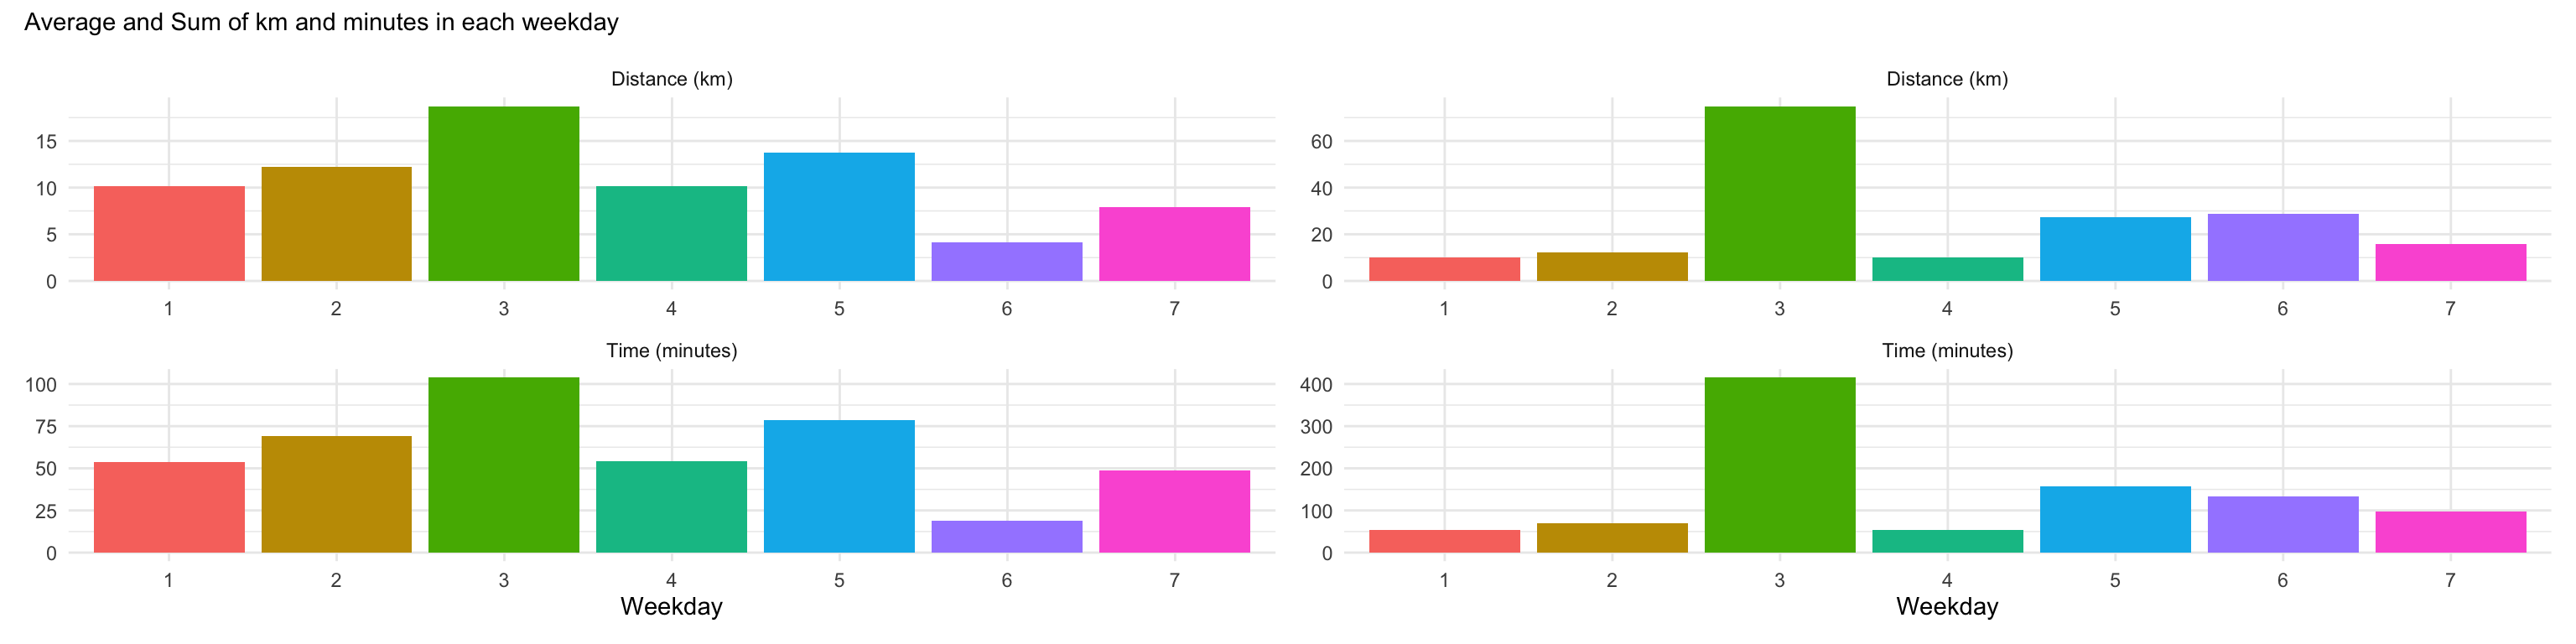 Average and Sum of km and minutes in each weekday
Distance (km)
15
10
5
0
1 2 3 4 5 6 7
Time (minutes)
100
75
50
25
0
1 2 3 4 5 6 7
Weekday
Distance (km)
60
40
20
0
1 2 3 4 5 6 7
Time (minutes)
400
300
200
100
0
1 2 3 4 5 6 7
Weekday